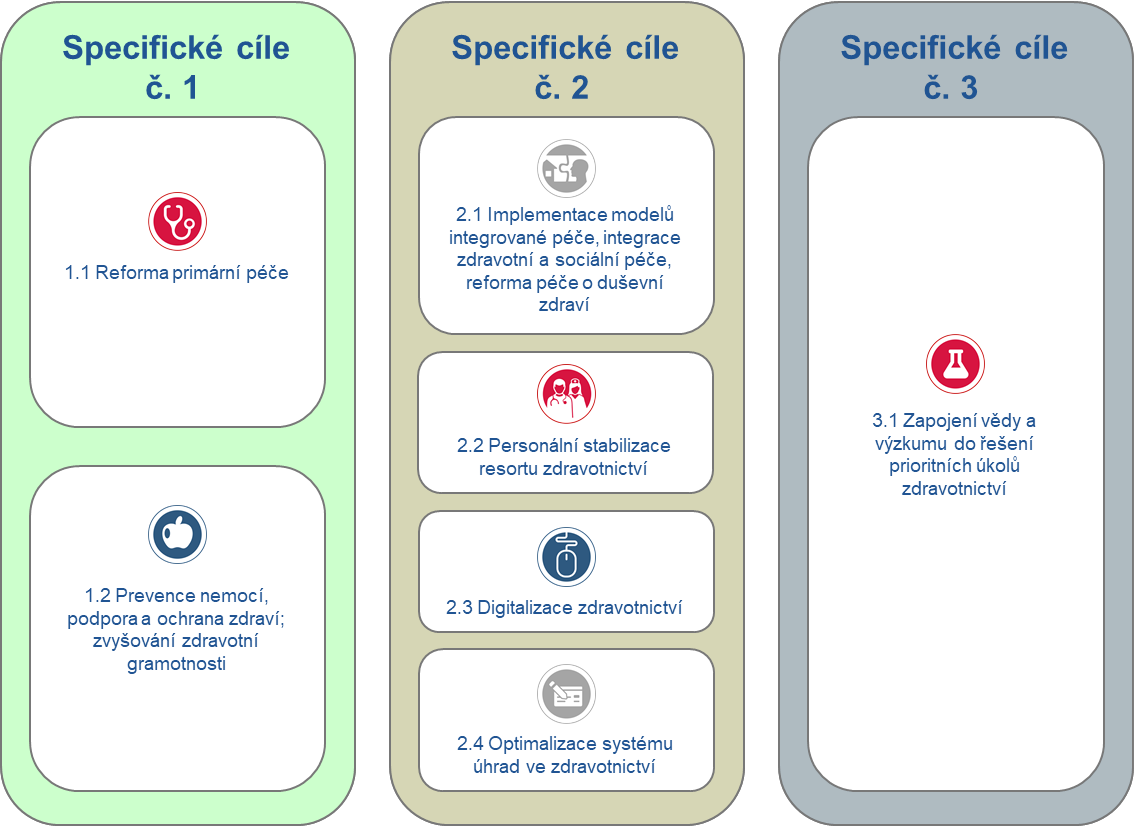 Specifické cíle
č. 1
1.1 Reforma primární péče
1.2 Prevence nemocí,
podpora a ochrana zdraví;
zvyšování zdravotní
gramotnosti
Specifické cíle
č. 2
2.1 Implementace modelů
integrované péče, integrace
zdravotní a sociální péče,
reforma péče o duševní
zdraví
2.2 Personální stabilizace
resortu zdravotnictví
2.3 Digitalizace zdravotnictví
2.4 Optimalizace systému
úhrad ve zdravotnictví
Specifické cíle
č. 3
3.1 Zapojení vědy a
výzkumu do řešení
prioritních úkolů
zdravotnictví